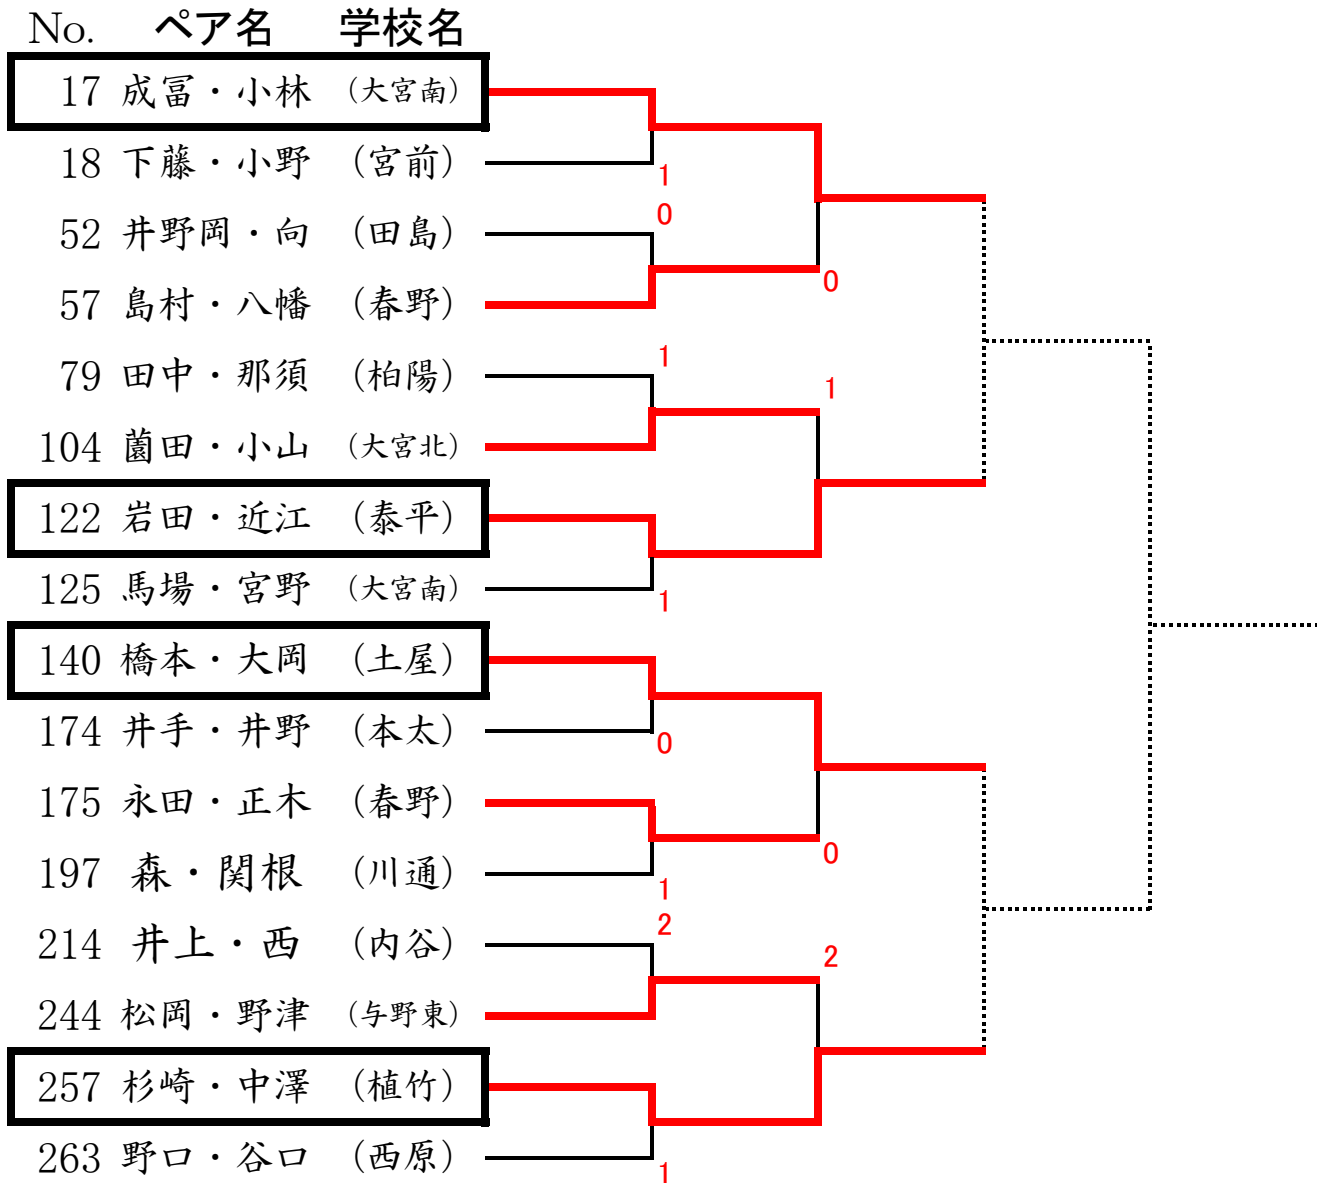 No. ペア名 学校名
17 成冨・小林 (大宮南)
18 下藤・小野 (宮前)
1
0
52 井野岡・向 (田島)
0
57 島村・八幡 (春野)
1
79 田中・那須 (柏陽)
1
104 薗田・小山 (大宮北)
122 岩田・近江 (泰平)
125 馬場・宮野 (大宮南)
1
140 橋本・大岡 (土屋)
174 井手・井野 (本太)
0
175 永田・正木 (春野)
0
197 森・関根 (川通)
1
2
214 井上・西 (内谷)
2
244 松岡・野津 (与野東)
257 杉崎・中澤 (植竹)
263 野口・谷口 (西原)
1